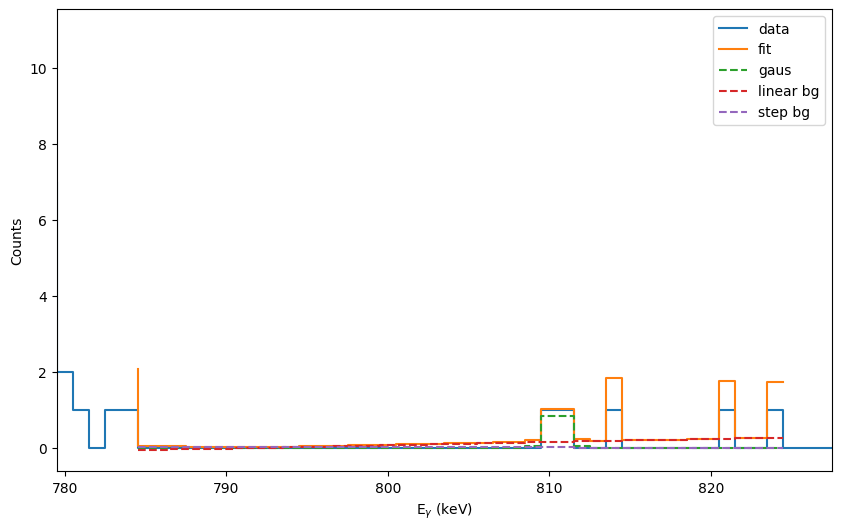 data
fit
gaus
linear bg
step bg
10
8
6
4
2
0
Counts
780 790 800 810 820
Eγ (keV)